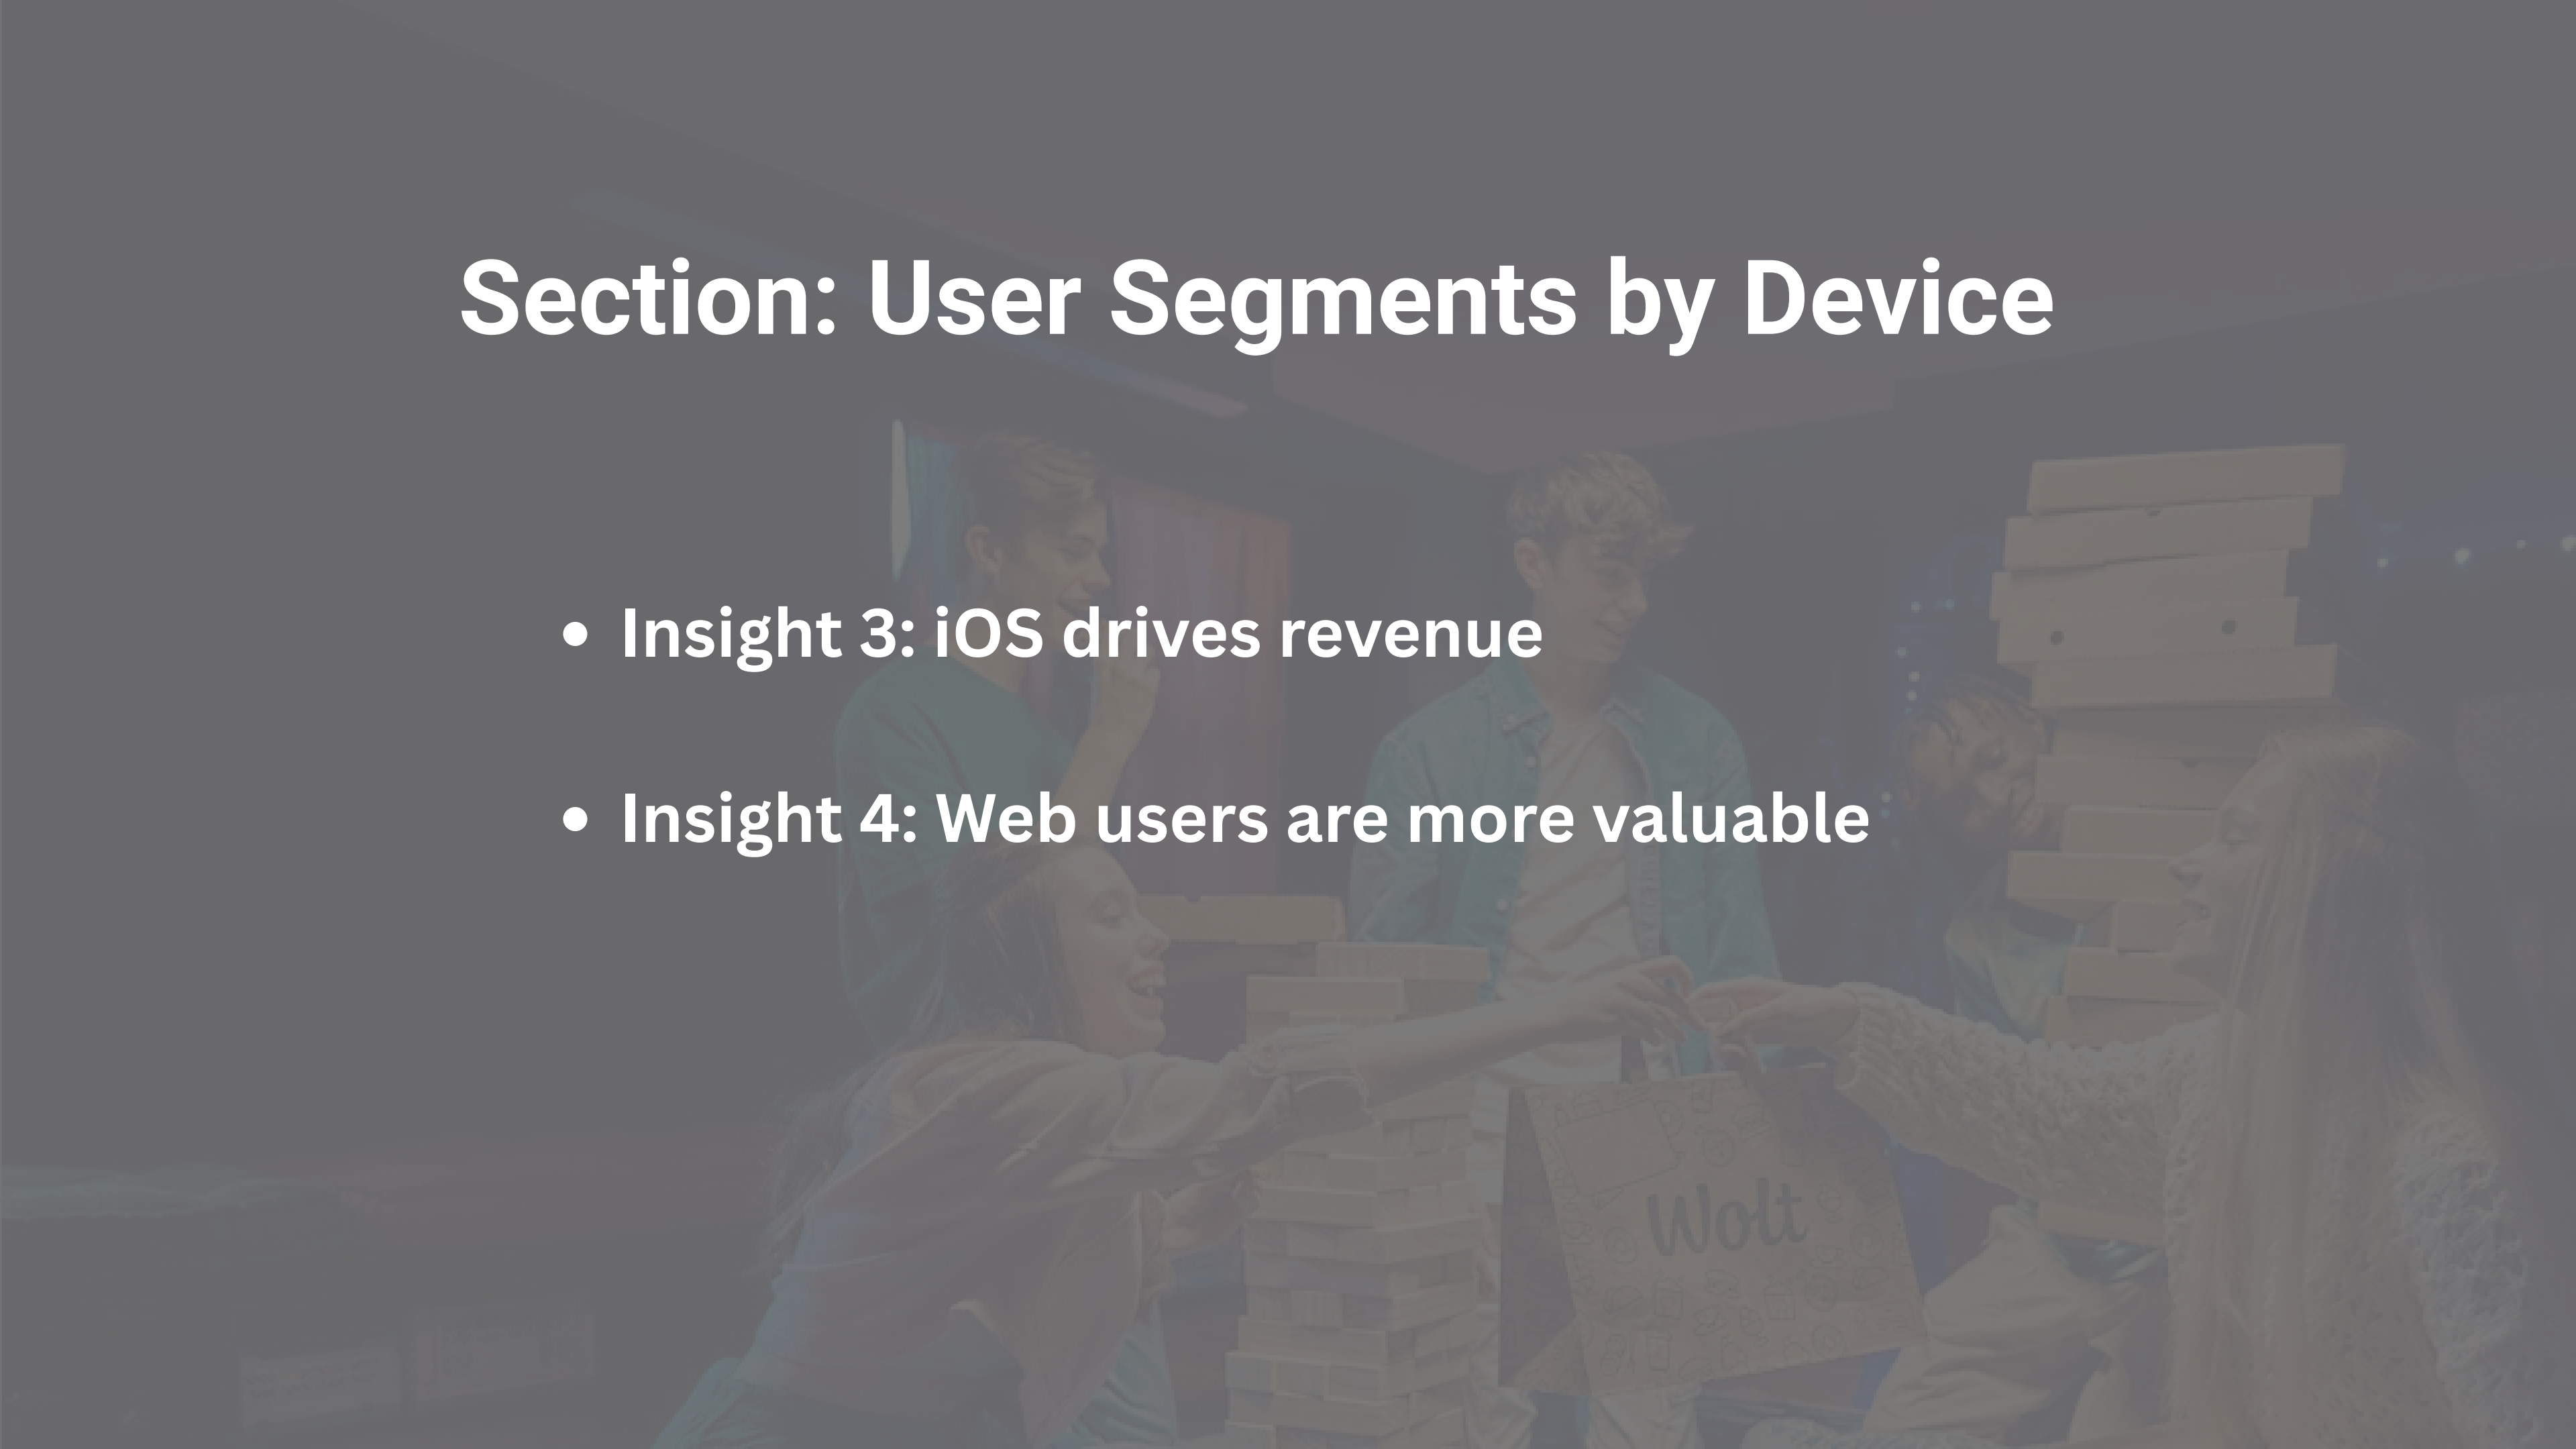 Section: User Segments by Device
• Insight 3: iOS drives revenue
• Insight 4: Web users are more valuable
Wolt